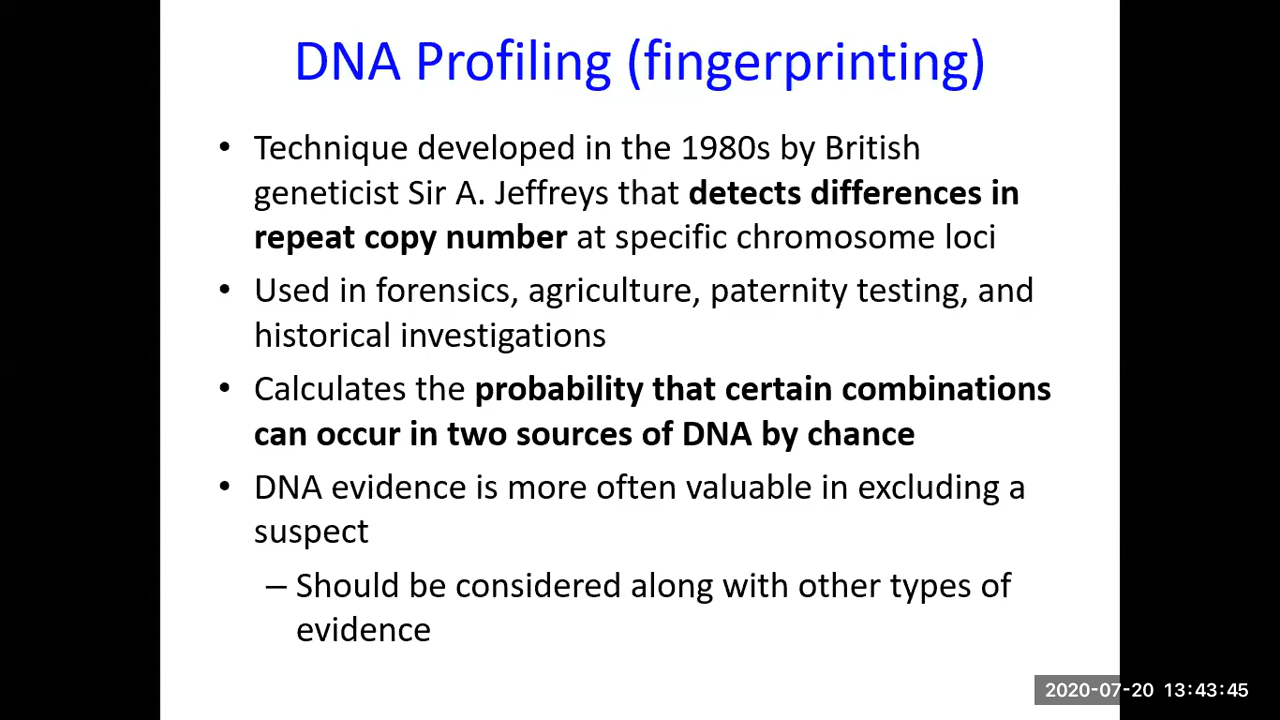 DNA Profiling (fingerprinting)
• Technique developed in the 1980s by British
geneticist Sir A. Jeffreys that detects differences in
repeat copy number at specific chromosome loci
• Used in forensics, agriculture, paternity testing, and
historical investigations
• Calculates the probability that certain combinations
can occur in two sources of DNA by chance
• DNA evidence is more often valuable in excluding a
suspect
– Should be considered along with other types of
evidence
2020-07-20 13:43:45